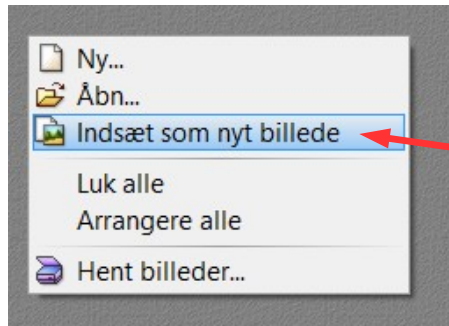 Ny...
Åbn...
Indsæt som nyt billede
Luk alle
Arrangere alle
Hent billeder...